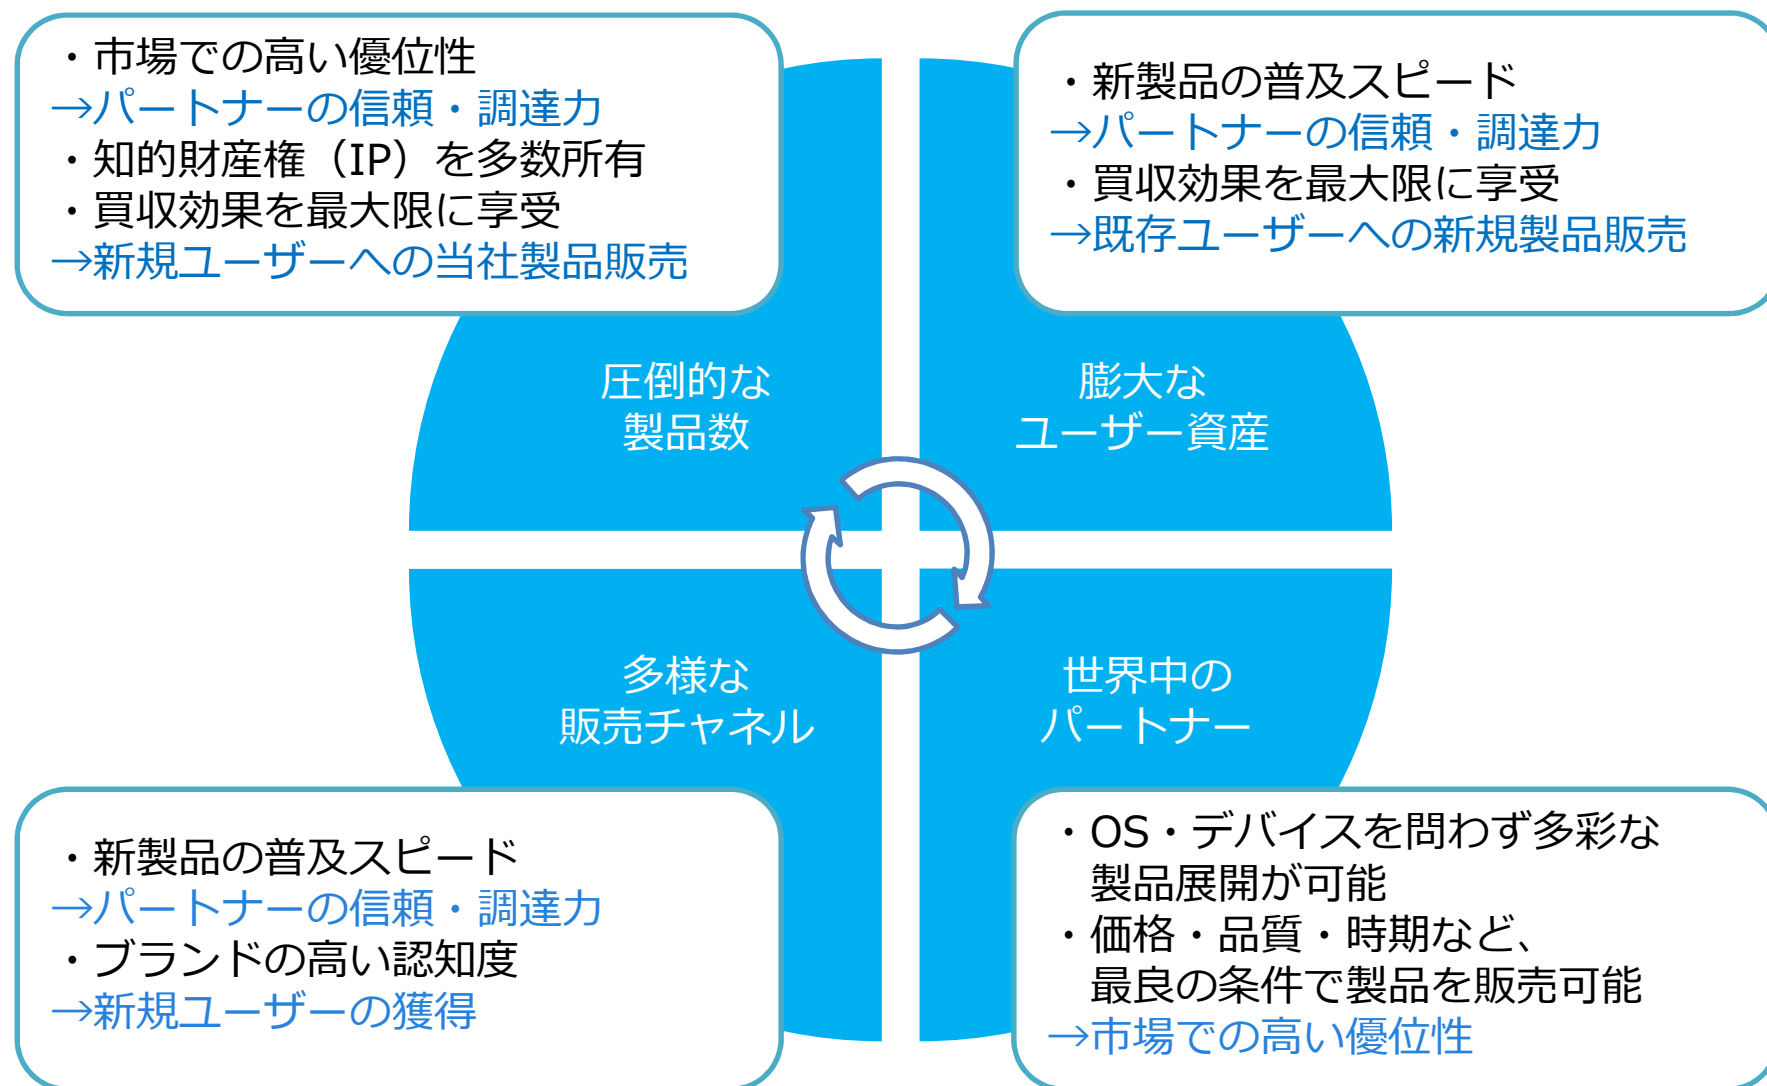 ・市場での高い優位性
→パートナーの信頼・調達力
・知的財産権（IP）を多数所有
・買収効果を最大限に享受
→新規ユーザーへの当社製品販売
・新製品の普及スピード
→パートナーの信頼・調達力
・買収効果を最大限に享受
→既存ユーザーへの新規製品販売
圧倒的な
製品数
膨大な
ユーザー資産
多様な
販売チャネル
世界中の
パートナー
・新製品の普及スピード
→パートナーの信頼・調達力
・ブランドの高い認知度
→新規ユーザーの獲得
・OS・デバイスを問わず多彩な
製品展開が可能
・価格・品質・時期など、
最良の条件で製品を販売可能
→市場での高い優位性